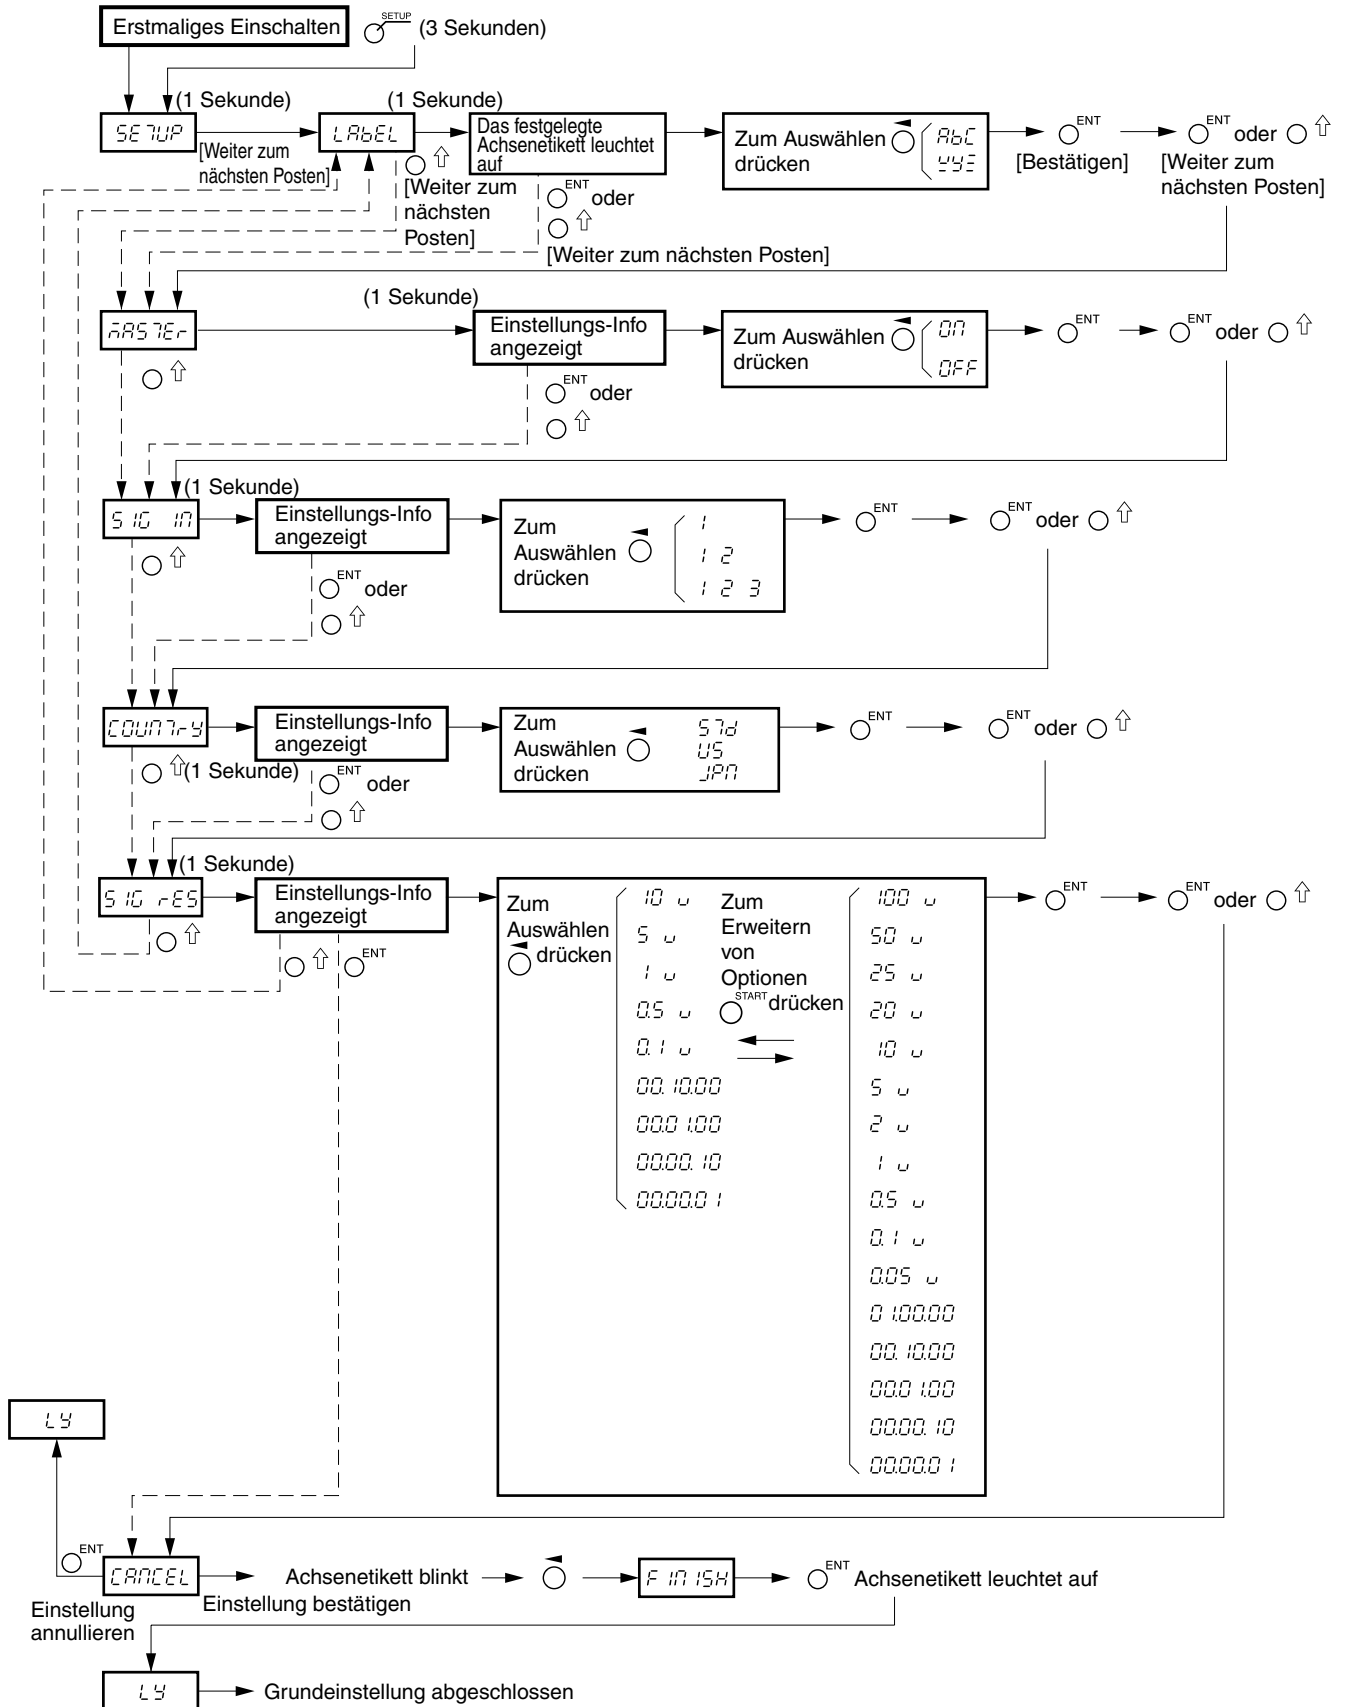 Erstmaliges Einschalten
SETUP
(3 Sekunden)
(1 Sekunde)
(1 Sekunde)
SETUP
LAbEL
Das festgelegte
Achsenetikett leuchtet
auf
Zum Auswählen
drücken
AbC
ENT
[Bestätigen]
ENT oder
[Weiter zum
nächsten Posten]
[Weiter zum
nächsten Posten]
[Weiter zum
nächsten
Posten]
ENT oder
[Weiter zum nächsten Posten]
(1 Sekunde)
MASTEr
Einstellungs-Info
angezeigt
Zum Auswählen
drücken
ON
OFF
ENT
ENT oder
ENT oder
(1 Sekunde)
SIG IN
Einstellungs-Info
angezeigt
Zum
Auswählen
drücken
1
1 2
1 2 3
ENT
ENT oder
ENT oder
COUNTrY
Einstellungs-Info
angezeigt
Zum
Auswählen
drücken
STd
US
JPN
ENT
ENT oder
(1 Sekunde)
ENT oder
(1 Sekunde)
SIG rES
Einstellungs-Info
angezeigt
ENT
Zum
Auswählen
drücken
10 u
5 u
1 u
0.5 u
0.1 u
00.10.00
00.01.00
00.00.10
00.00.01
Zum
Erweitern
von
Optionen
START drücken
100 u
50 u
25 u
20 u
10 u
5 u
2 u
1 u
0.5 u
0.1 u
0.05 u
01.00.00
00.10.00
00.01.00
00.00.10
00.00.01
ENT
ENT oder
LY
ENT
CANCEL
Einstellung
annullieren
Einstellung bestätigen
Achsenetikett blinkt
FINISH
ENT
Achsenetikett leuchtet auf
LY
Grundeinstellung abgeschlossen